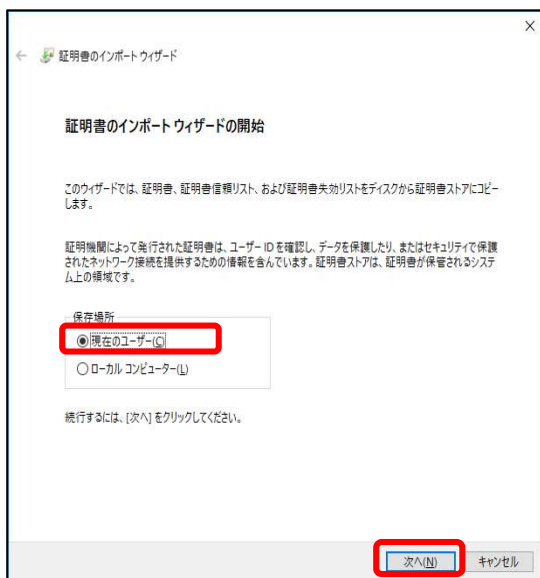 証明書のインポート ウィザード
証明書のインポート ウィザードの開始
このウィザードでは、証明書、証明書信頼リスト、および証明書失効リストをディスクから証明書ストアにコピー
します。
証明機関によって発行された証明書は、ユーザー ID を確認し、データを保護したり、またはセキュリティで保護
されたネットワーク接続を提供するための情報を含んでいます。証明書ストアは、証明書が保管されるシステ
ム上の領域です。
保存場所
現在のユーザー(C)
ローカル コンピューター(L)
続行するには、[次へ] をクリックしてください。
次へ(N) キャンセル